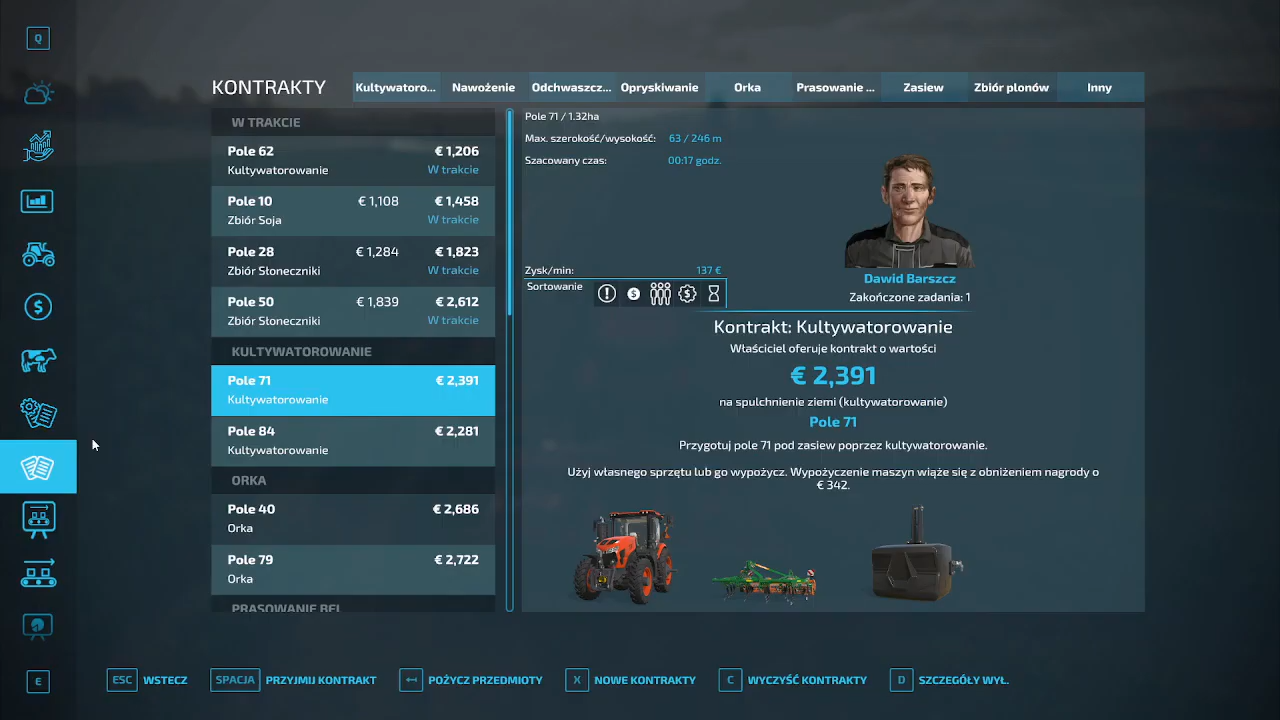 Q
KONTRAKTY
Kultywatoro... Nawożenie Odchwaszcz... Opryskiwanie Orka Prasowanie ... Zasiew Zbiór plonów Inny
W TRAKCIE
Pole 62 € 1,206
Kultywatorowanie W trakcie
Pole 10 € 1,108 € 1,458
Zbiór Soja W trakcie
Pole 28 € 1,284 € 1,823
Zbiór Słoneczniki W trakcie
Pole 50 € 1,839 € 2,612
Zbiór Słoneczniki W trakcie
KULTYWATOROWANIE
Pole 71 € 2,391
Kultywatorowanie
Pole 84 € 2,281
Kultywatorowanie
ORKA
Pole 40 € 2,686
Orka
Pole 79 € 2,722
Orka
PRASOWANIE BEL
Pole 71 / 1.32ha
Max. szerokość/wysokość: 63 / 246 m
Szacowany czas: 00:17 godz.
Zysk/min: 137 €
Sortowanie
Dawid Barszcz
Zakończone zadania: 1
Kontrakt: Kultywatorowanie
Właściciel oferuje kontrakt o wartości
€ 2,391
na spulchnienie ziemi (kultywatorowanie)
Pole 71
Przygotuj pole 71 pod zasiew poprzez kultywatorowanie.
Użyj własnego sprzętu lub go wypożycz. Wypożyczenie maszyn wiąże się z obniżeniem nagrody o
€ 342.
E
ESC WSTECZ SPACJA PRZYJMIJ KONTRAKT POŻYCZ PRZEDMIOTY X NOWE KONTRAKTY C WYCZYŚĆ KONTRAKTY D SZCZEGÓŁY WYŁ.